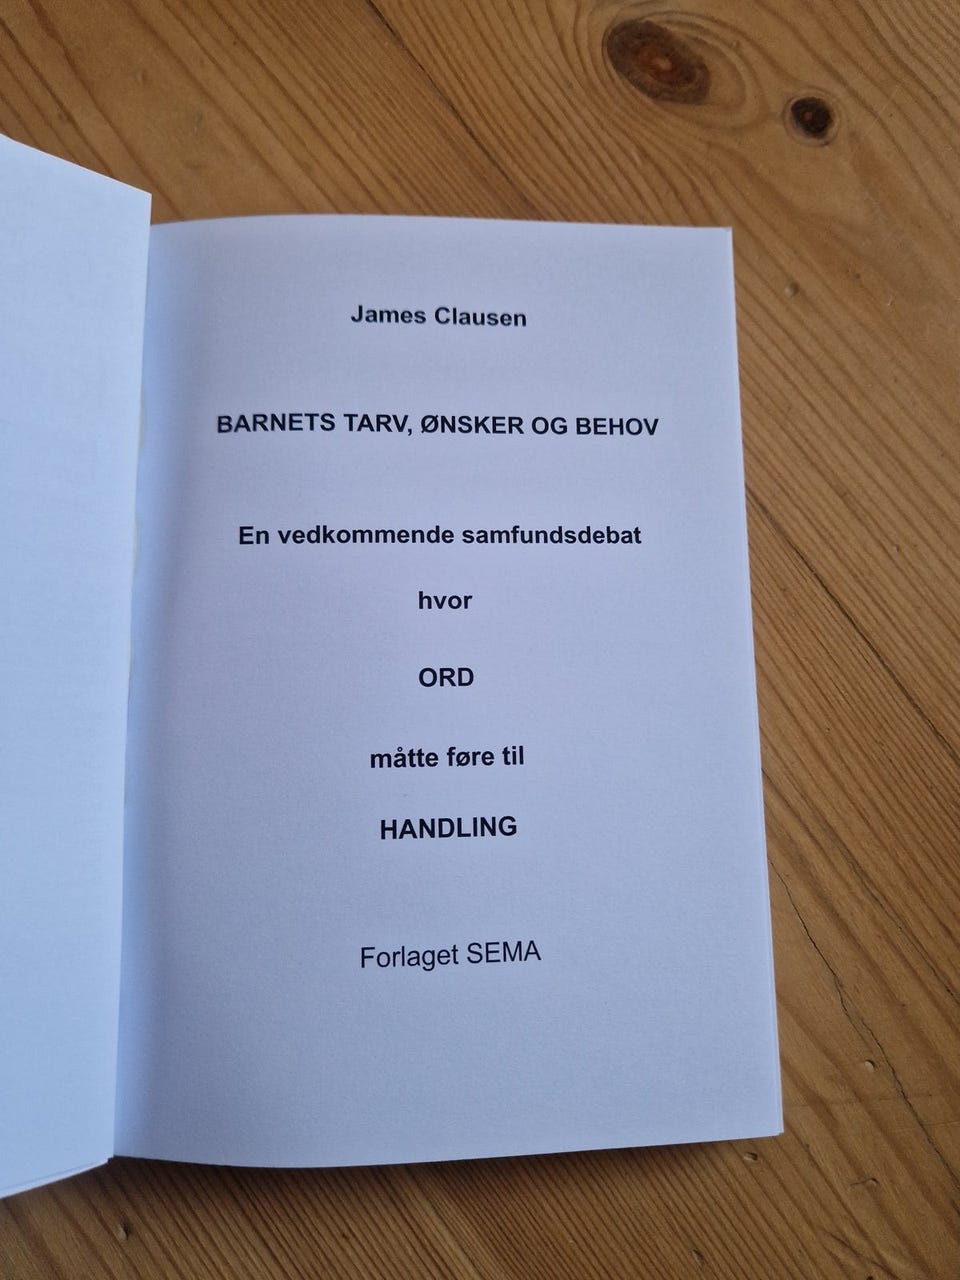 James Clausen
BARNETS TARV, ØNSKER OG BEHOV
En vedkommende samfundsdebat
hvor
ORD
måtte føre til
HANDLING
Forlaget SEMA